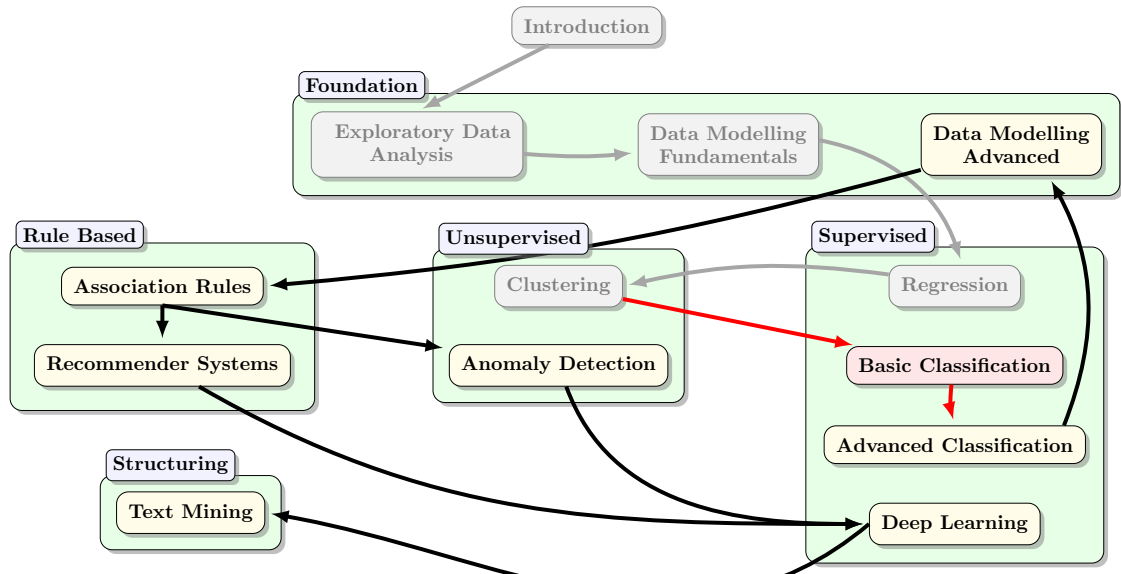 Introduction
Foundation
Exploratory Data
Analysis
Data Modelling
Fundamentals
Data Modelling
Advanced
Rule Based
Association Rules
Recommender Systems
Unsupervised
Clustering
Anomaly Detection
Supervised
Regression
Basic Classification
Advanced Classification
Deep Learning
Structuring
Text Mining